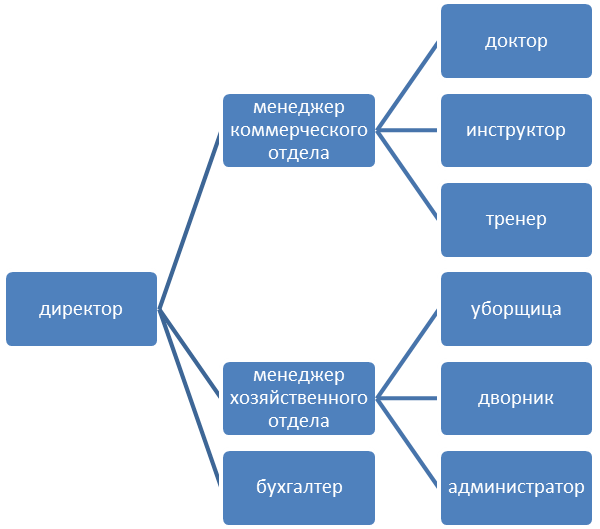 доктор
менеджер
коммерческого
отдела
инструктор
тренер
директор
уборщица
менеджер
хозяйственного
отдела
дворник
бухгалтер
администратор